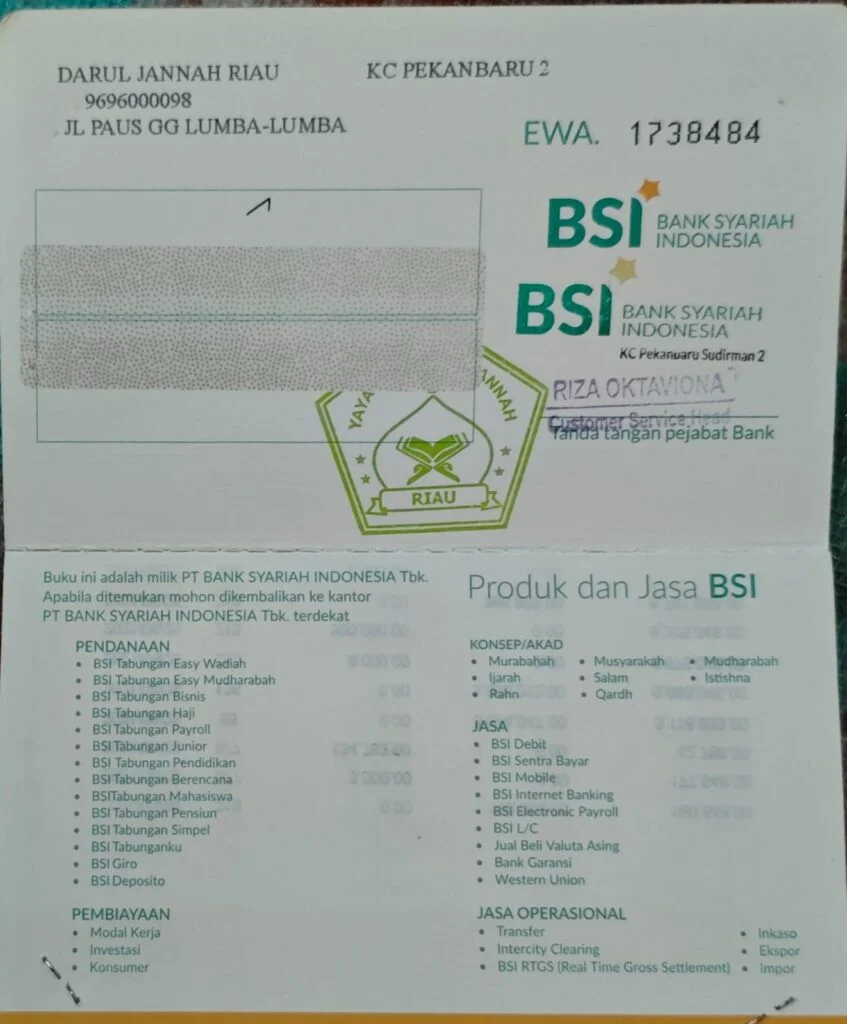 DARUL JANNAH RIAU
KC PEKANBARU 2
9696000098
JL PAUS GG LUMBA-LUMBA
EWA. 1738484
BSI BANK SYARIAH
INDONESIA
BSI BANK SYARIAH
INDONESIA
KC Pekanbaru Sudirman 2
RIZA OKTAVIONA
Customer Service Head
Tanda tangan pejabat Bank
RIAU
Buku ini adalah milik PT BANK SYARIAH INDONESIA Tbk.
Apabila ditemukan mohon dikembalikan ke kantor
PT BANK SYARIAH INDONESIA Tbk. terdekat
PENDANAAN
• BSI Tabungan Easy Wadiah
• BSI Tabungan Easy Mudharabah
• BSI Tabungan Bisnis
• BSI Tabungan Haji
• BSI Tabungan Payroll
• BSI Tabungan Junior
• BSI Tabungan Pendidikan
• BSI Tabungan Berencana
• BSITabungan Mahasiswa
• BSI Tabungan Pensiun
• BSI Tabungan Simpel
• BSI Tabunganku
• BSI Giro
• BSI Deposito
PEMBIAYAAN
• Modal Kerja
• Investasi
• Konsumer
Produk dan Jasa BSI
KONSEP/AKAD
• Murabahah • Musyarakah • Mudharabah
• Ijarah • Salam • Istishna
• Rahn • Qardh
JASA
• BSI Debit
• BSI Sentra Bayar
• BSI Mobile
• BSI Internet Banking
• BSI Electronic Payroll
• BSI L/C
• Jual Beli Valuta Asing
• Bank Garansi
• Western Union
JASA OPERASIONAL
• Transfer • Inkaso
• Intercity Clearing • Ekspor
• BSI RTGS (Real Time Gross Settlement) • Impor